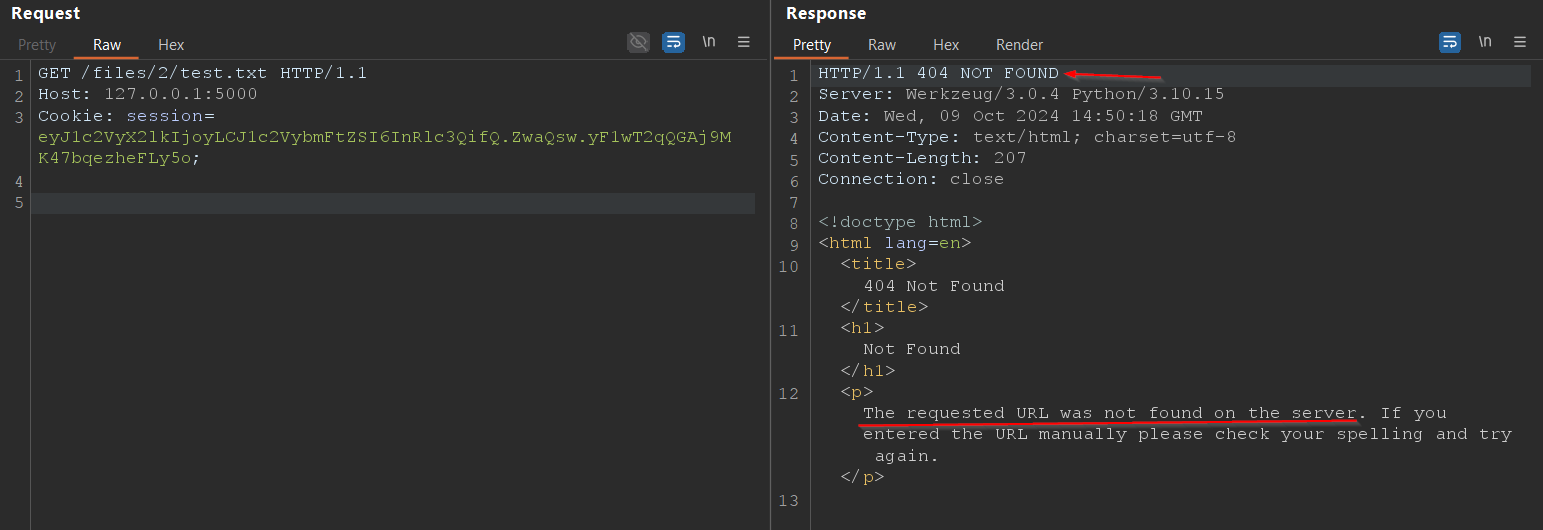 Request
Pretty Raw Hex \n
1 GET /files/2/test.txt HTTP/1.1
2 Host: 127.0.0.1:5000
3 Cookie: session=
eyJ1c2VyX2lkIjoyLCJ1c2VybmFtZSI6InRlc3QifQ.ZwaQsw.yF1wT2qQGAj9M
K47bqezheFLy5o;
4
5
Response
Pretty Raw Hex Render \n
1 HTTP/1.1 404 NOT FOUND
2 Server: Werkzeug/3.0.4 Python/3.10.15
3 Date: Wed, 09 Oct 2024 14:50:18 GMT
4 Content-Type: text/html; charset=utf-8
5 Content-Length: 207
6 Connection: close
7
8 <!doctype html>
9 <html lang=en>
10 <title>
404 Not Found
</title>
11 <h1>
Not Found
</h1>
12 <p>
The requested URL was not found on the server. If you
entered the URL manually please check your spelling and try
again.
</p>
13